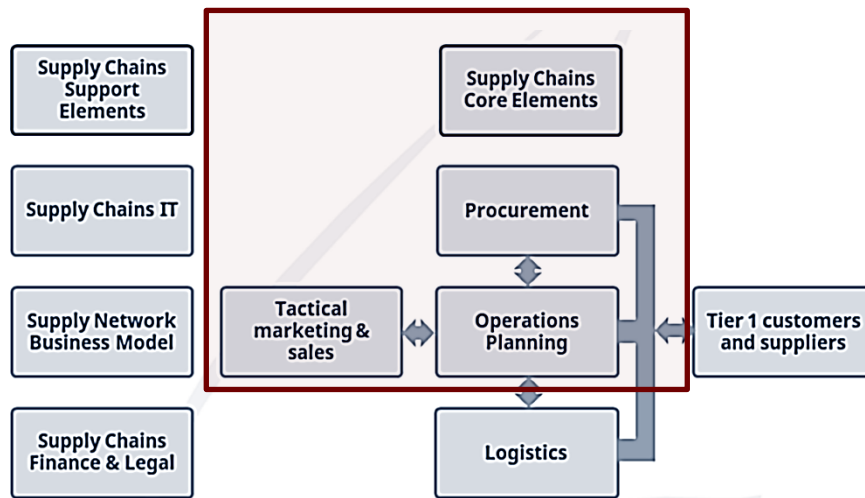 Supply Chains
Support
Elements
Supply Chains
Core Elements
Supply Chains IT
Procurement
Supply Network
Business Model
Tactical
marketing &
sales
Operations
Planning
Tier 1 customers
and suppliers
Supply Chains
Finance & Legal
Logistics